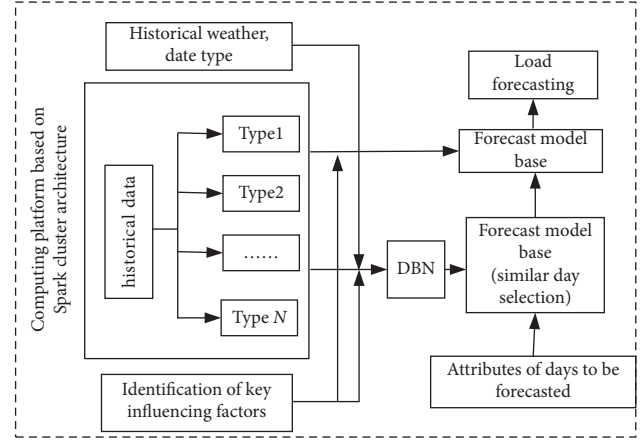 Historical weather,
date type
Computing platform based on
Spark cluster architecture
historical data
Type1
Type2
......
Type N
Identification of key
influencing factors
DBN
Load
forecasting
Forecast model
base
Forecast model
base
(similar day
selection)
Attributes of days to be
forecasted